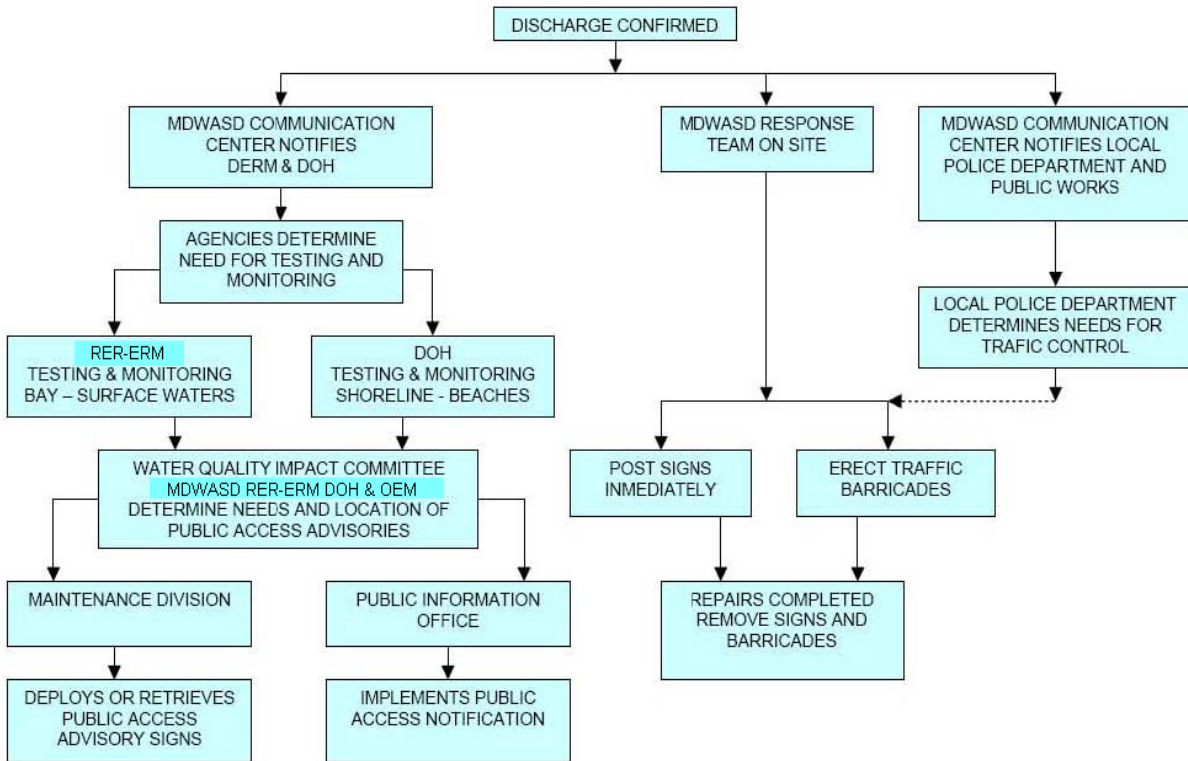 DISCHARGE CONFIRMED
MDWASD COMMUNICATION
CENTER NOTIFIES
DERM & DOH
MDWASD RESPONSE
TEAM ON SITE
MDWASD COMMUNICATION
CENTER NOTIFIES LOCAL
POLICE DEPARTMENT AND
PUBLIC WORKS
AGENCIES DETERMINE
NEED FOR TESTING AND
MONITORING
LOCAL POLICE DEPARTMENT
DETERMINES NEEDS FOR
TRAFIC CONTROL
RER-ERM
TESTING & MONITORING
BAY – SURFACE WATERS
DOH
TESTING & MONITORING
SHORELINE - BEACHES
WATER QUALITY IMPACT COMMITTEE
MDWASD RER-ERM DOH & OEM
DETERMINE NEEDS AND LOCATION OF
PUBLIC ACCESS ADVISORIES
POST SIGNS
INMEDIATELY
ERECT TRAFFIC
BARRICADES
MAINTENANCE DIVISION
PUBLIC INFORMATION
OFFICE
REPAIRS COMPLETED
REMOVE SIGNS AND
BARRICADES
DEPLOYS OR RETRIEVES
PUBLIC ACCESS
ADVISORY SIGNS
IMPLEMENTS PUBLIC
ACCESS NOTIFICATION